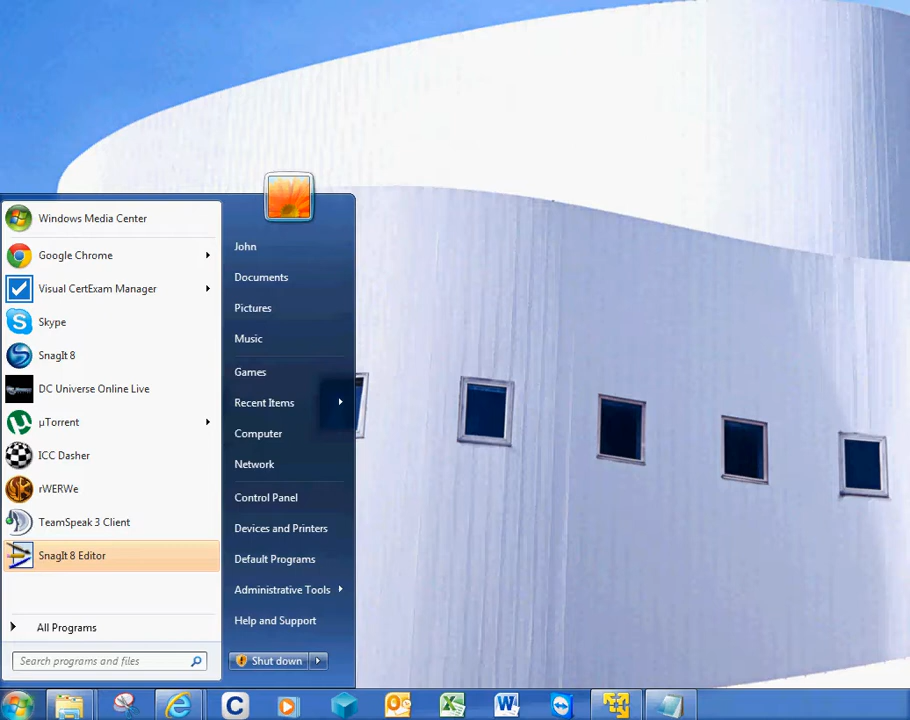 Windows Media Center
Google Chrome
Visual CertExam Manager
Skype
SnagIt 8
DC Universe Online Live
µTorrent
ICC Dasher
rWERWe
TeamSpeak 3 Client
SnagIt 8 Editor
All Programs
Search programs and files
John
Documents
Pictures
Music
Games
Recent Items
Computer
Network
Control Panel
Devices and Printers
Default Programs
Administrative Tools
Help and Support
Shut down